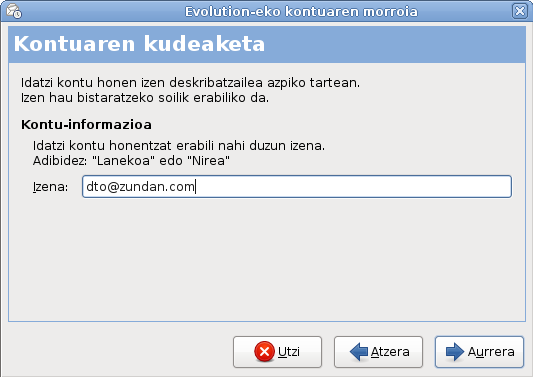 Evolution-eko kontuaren morroia
Kontuaren kudeaketa
Idatzi kontu honen izen deskribatzailea azpiko tartean.
Izen hau bistaratzeko soilik erabiliko da.
Kontu-informazioa
Idatzi kontu honentzat erabili nahi duzun izena.
Adibidez: "Lanekoa" edo "Nirea"
Izena: dto@zundan.com
Utzi Atzera Aurrera